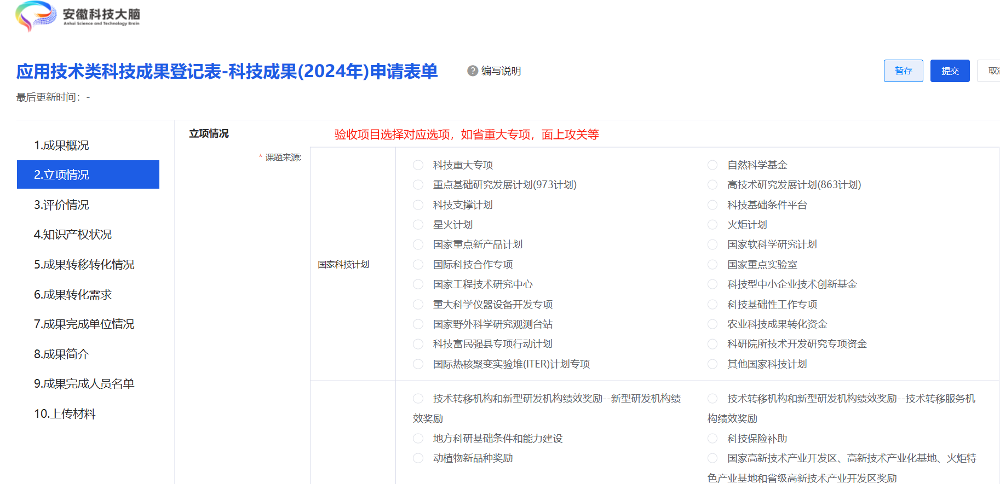 安徽科技大脑
Anhui Science and Technology Brain
应用技术类科技成果登记表-科技成果(2024年)申请表单
? 编写说明
暂存
提交
最后更新时间：-
1.成果概况
2.立项情况
3.评价情况
4.知识产权状况
5.成果转移转化情况
6.成果转化需求
7.成果完成单位情况
8.成果简介
9.成果完成人员名单
10.上传材料
立项情况
验收项目选择对应选项，如省重大专项，面上攻关等
* 课题来源:
国家科技计划
科技重大专项
自然科学基金
重点基础研究发展计划(973计划)
高技术研究发展计划(863计划)
科技支撑计划
科技基础条件平台
星火计划
火炬计划
国家重点新产品计划
国家软科学研究计划
国际科技合作专项
国家重点实验室
国家工程技术研究中心
科技型中小企业技术创新基金
重大科学仪器设备开发专项
科技基础性工作专项
国家野外科学研究观测台站
农业科技成果转化资金
科技富民强县专项行动计划
科研院所技术开发研究专项资金
国际热核聚变实验堆(ITER)计划专项
其他国家科技计划
技术转移机构和新型研发机构绩效奖励--新型研发机构绩
效奖励
技术转移机构和新型研发机构绩效奖励--技术转移服务机
构绩效奖励
地方科研基础条件和能力建设
科技保险补助
动植物新品种奖励
国家高新技术产业开发区、高新技术产业化基地、火炬特
色产业基地和省级高新技术产业开发区奖励